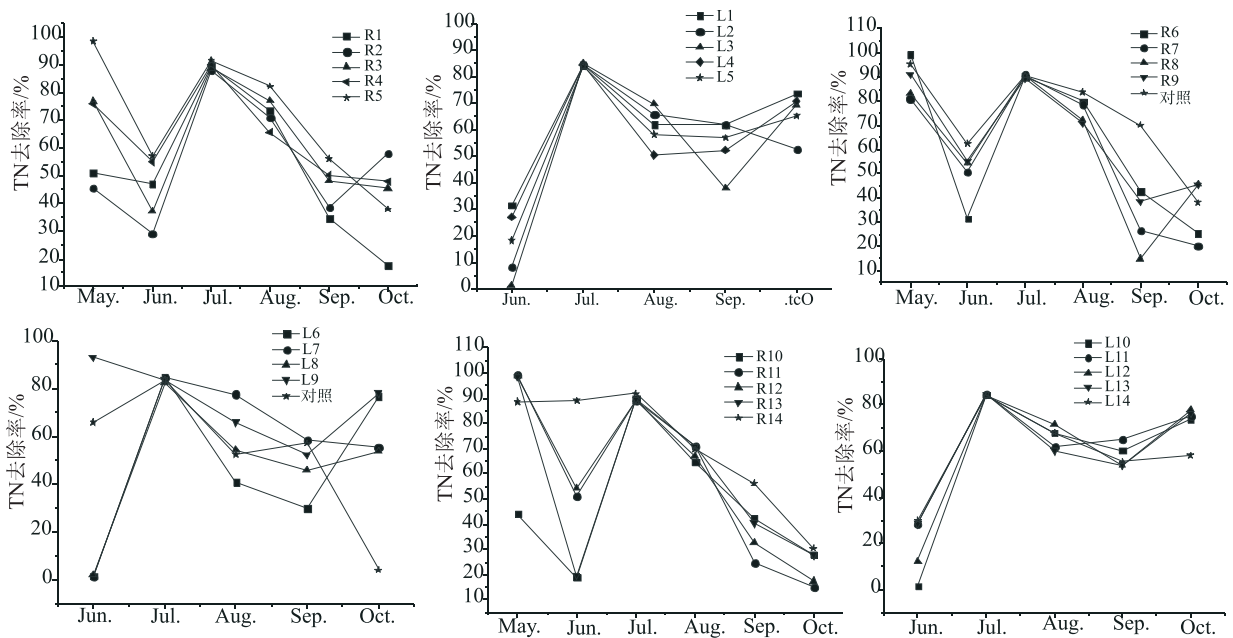 100
90
80
70
60
50
40
30
20
10
TN去除率/%
R1
R2
R3
R4
R5
May.
Jun.
Jul.
Aug.
Sep.
Oct.
100
90
80
70
60
50
40
30
20
10
0
TN去除率/%
L1
L2
L3
L4
L5
Jun.
Jul.
Aug.
Sep.
.tcO
110
100
90
80
70
60
50
40
30
20
10
TN去除率/%
R6
R7
R8
R9
对照
May.
Jun.
Jul.
Aug.
Sep.
Oct.
100
80
60
40
20
0
TN去除率/%
L6
L7
L8
L9
对照
Jun.
Jul.
Aug.
Sep.
Oct.
110
100
90
80
70
60
50
40
30
20
10
TN去除率/%
R10
R11
R12
R13
R14
May.
Jun.
Jul.
Aug.
Sep.
Oct.
100
80
60
40
20
0
TN去除率/%
L10
L11
L12
L13
L14
Jun.
Jul.
Aug.
Sep.
Oct.